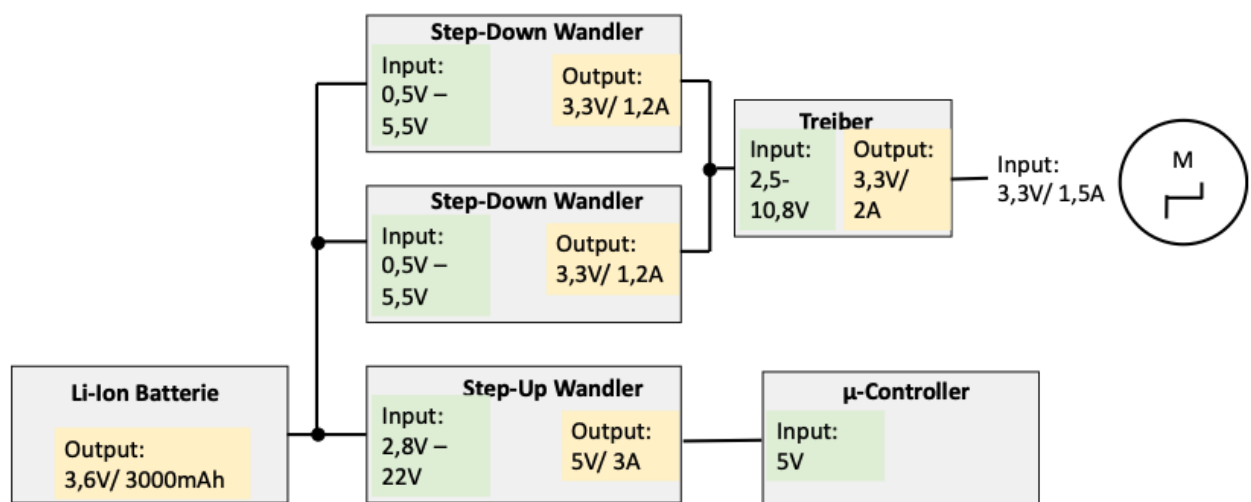 Step-Down Wandler
Input:
0,5V –
5,5V
Output:
3,3V/ 1,2A
Step-Down Wandler
Input:
0,5V –
5,5V
Output:
3,3V/ 1,2A
Treiber
Input:
2,5-
10,8V
Output:
3,3V/
2A
Input:
3,3V/ 1,5A
M
Li-Ion Batterie
Output:
3,6V/ 3000mAh
Step-Up Wandler
Input:
2,8V –
22V
Output:
5V/ 3A
µ-Controller
Input:
5V